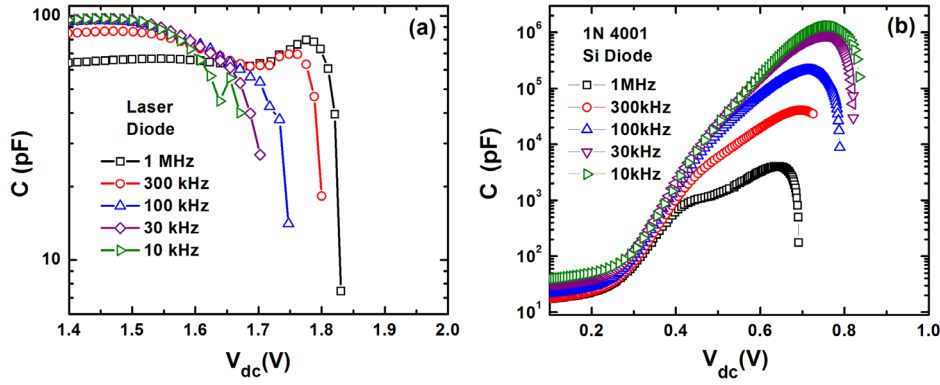 (a)
C (pF)
100
10
Laser
Diode
1 MHz
300 kHz
100 kHz
30 kHz
10 kHz
1.4 1.5 1.6 1.7 1.8 1.9 2.0
V_dc(V)
(b)
C (pF)
10^6
10^5
10^4
10^3
10^2
10^1
1N 4001
Si Diode
1MHz
300kHz
100kHz
30kHz
10kHz
0.2 0.4 0.6 0.8 1.0
V_dc(V)